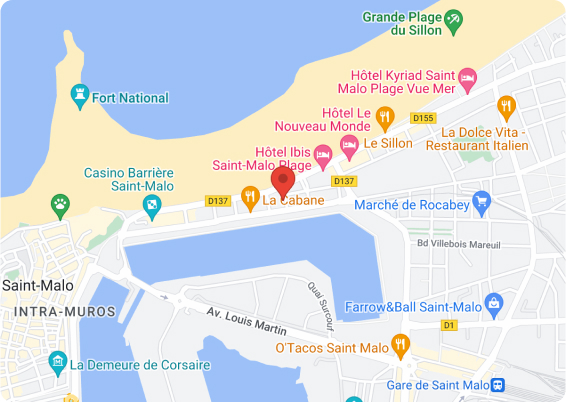 Grande Plage
du Sillon
Hôtel Kyriad Saint
Malo Plage Vue Mer
Fort National
Hôtel Le
Nouveau Monde
D155
Le Sillon
La Dolce Vita -
Restaurant Italien
Hôtel Ibis
Saint-Malo Plage
Casino Barrière
Saint-Malo
D137
D137
La Cabane
Marché de Rocabey
Bd Villebois Mareuil
Saint-Malo
INTRA-MUROS
Quai Surcouf
Av. Louis Martin
Farrow&Ball Saint-Malo
D1
O'Tacos Saint Malo
La Demeure de Corsaire
Gare de Saint Malo